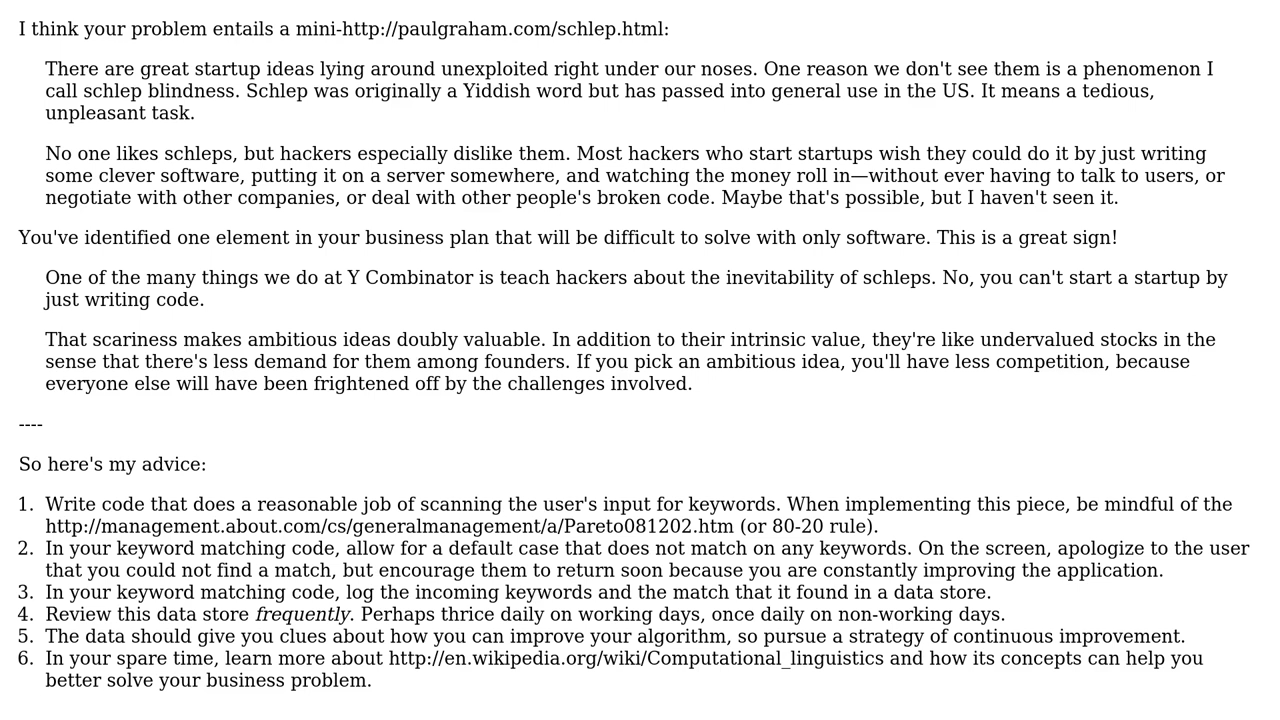 I think your problem entails a mini-http://paulgraham.com/schlep.html:
There are great startup ideas lying around unexploited right under our noses. One reason we don't see them is a phenomenon I
call schlep blindness. Schlep was originally a Yiddish word but has passed into general use in the US. It means a tedious,
unpleasant task.
No one likes schleps, but hackers especially dislike them. Most hackers who start startups wish they could do it by just writing
some clever software, putting it on a server somewhere, and watching the money roll in—without ever having to talk to users, or
negotiate with other companies, or deal with other people's broken code. Maybe that's possible, but I haven't seen it.
You've identified one element in your business plan that will be difficult to solve with only software. This is a great sign!
One of the many things we do at Y Combinator is teach hackers about the inevitability of schleps. No, you can't start a startup by
just writing code.
That scariness makes ambitious ideas doubly valuable. In addition to their intrinsic value, they're like undervalued stocks in the
sense that there's less demand for them among founders. If you pick an ambitious idea, you'll have less competition, because
everyone else will have been frightened off by the challenges involved.
----
So here's my advice:
1. Write code that does a reasonable job of scanning the user's input for keywords. When implementing this piece, be mindful of the
http://management.about.com/cs/generalmanagement/a/Pareto081202.htm (or 80-20 rule).
2. In your keyword matching code, allow for a default case that does not match on any keywords. On the screen, apologize to the user
that you could not find a match, but encourage them to return soon because you are constantly improving the application.
3. In your keyword matching code, log the incoming keywords and the match that it found in a data store.
4. Review this data store frequently. Perhaps thrice daily on working days, once daily on non-working days.
5. The data should give you clues about how you can improve your algorithm, so pursue a strategy of continuous improvement.
6. In your spare time, learn more about http://en.wikipedia.org/wiki/Computational_linguistics and how its concepts can help you
better solve your business problem.